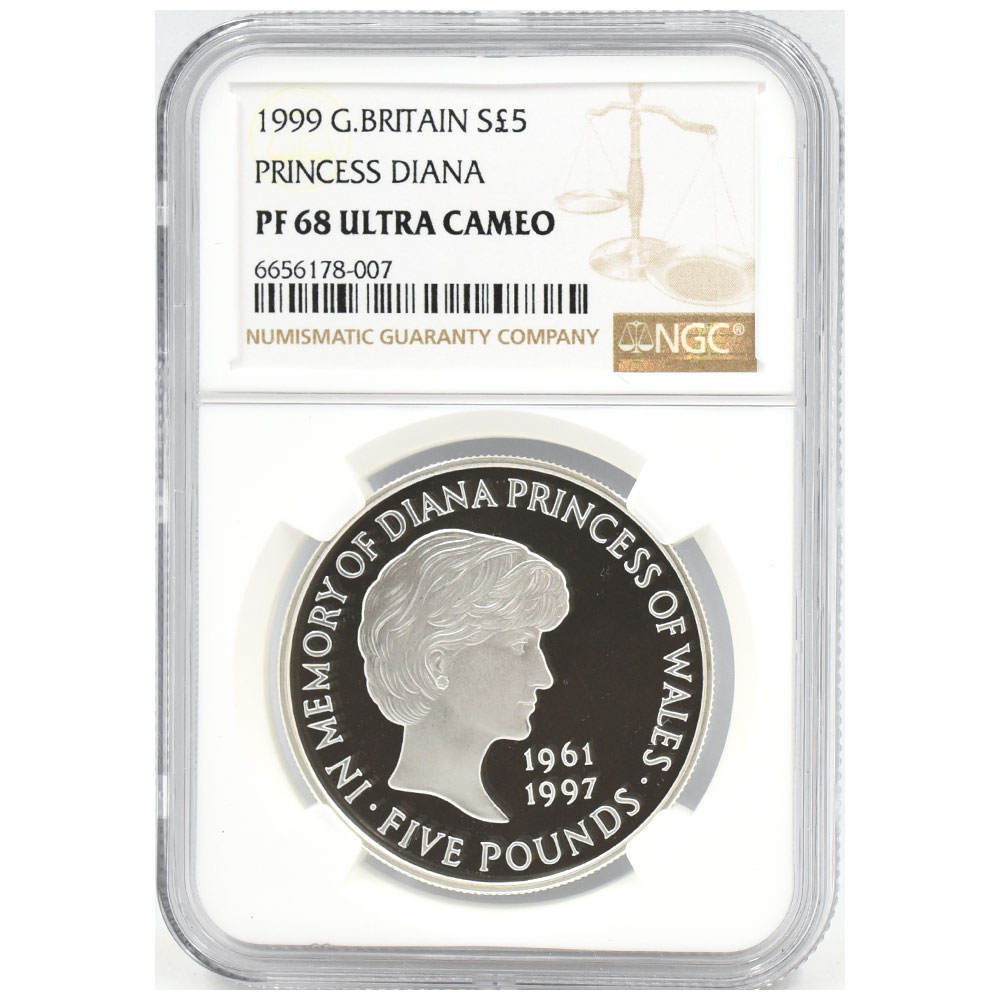 1999 G.BRITAIN S£5
PRINCESS DIANA
PF 68 ULTRA CAMEO
6656178-007
NUMISMATIC GUARANTY COMPANY
NGC®
IN MEMORY OF DIANA PRINCESS OF WALES ·
1961
1997
· FIVE POUNDS